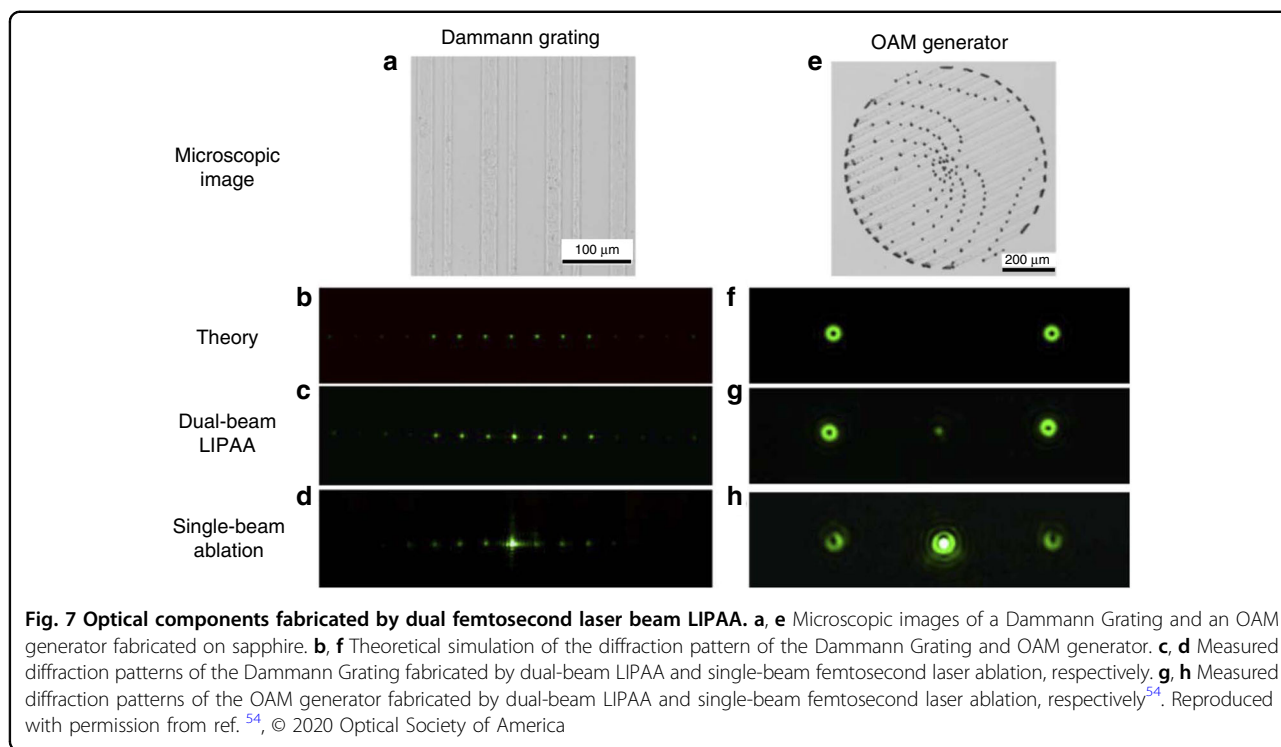 Dammann grating
OAM generator
a
e
Microscopic
image
100 μm
200 μm
b
f
Theory
c
g
Dual-beam
LIPAA
d
h
Single-beam
ablation
Fig. 7 Optical components fabricated by dual femtosecond laser beam LIPAA. a, e Microscopic images of a Dammann Grating and an OAM
generator fabricated on sapphire. b, f Theoretical simulation of the diffraction pattern of the Dammann Grating and OAM generator. c, d Measured
diffraction patterns of the Dammann Grating fabricated by dual-beam LIPAA and single-beam femtosecond laser ablation, respectively. g, h Measured
diffraction patterns of the OAM generator fabricated by dual-beam LIPAA and single-beam femtosecond laser ablation, respectively54. Reproduced
with permission from ref. 54, © 2020 Optical Society of America